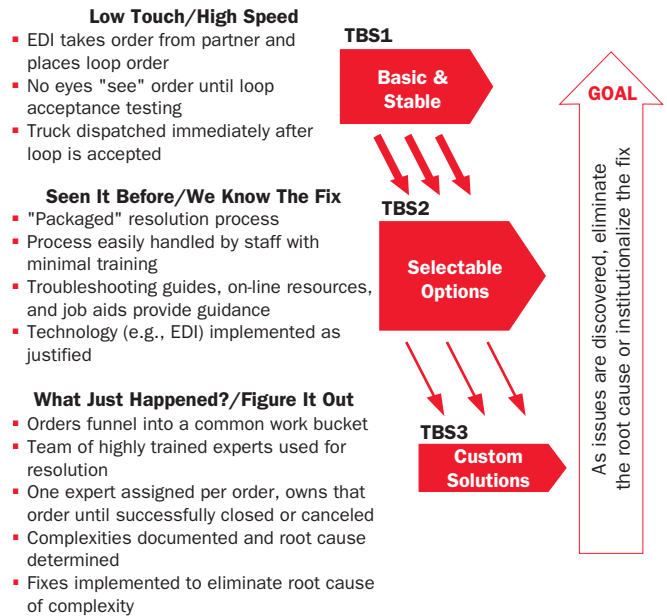 Low Touch/High Speed
▪ EDI takes order from partner and
places loop order
▪ No eyes "see" order until loop
acceptance testing
▪ Truck dispatched immediately after
loop is accepted
Seen It Before/We Know The Fix
▪ "Packaged" resolution process
▪ Process easily handled by staff with
minimal training
▪ Troubleshooting guides, on-line resources,
and job aids provide guidance
▪ Technology (e.g., EDI) implemented as
justified
What Just Happened?/Figure It Out
▪ Orders funnel into a common work bucket
▪ Team of highly trained experts used for
resolution
▪ One expert assigned per order, owns that
order until successfully closed or canceled
▪ Complexities documented and root cause
determined
▪ Fixes implemented to eliminate root cause
of complexity
TBS1
Basic &
Stable
TBS2
Selectable
Options
TBS3
Custom
Solutions
GOAL
As issues are discovered, eliminate
the root cause or institutionalize the fix